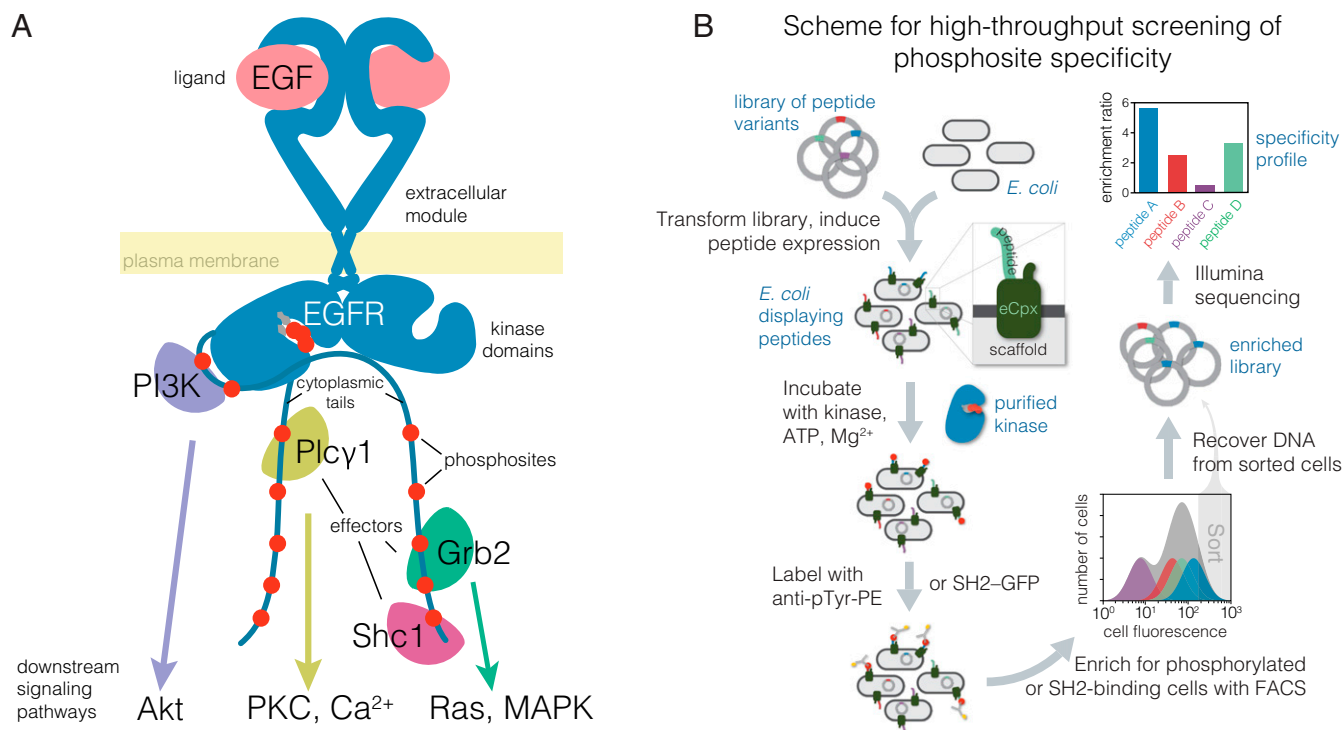 A
ligand
EGF
extracellular
module
plasma membrane
EGFR
kinase
domains
PI3K
cytoplasmic
tails
Plcγ1
phosphosites
effectors
Grb2
Shc1
downstream
signaling
pathways
Akt
PKC, Ca²⁺
Ras, MAPK
B
Scheme for high-throughput screening of
phosphosite specificity
library of peptide
variants
E. coli
Transform library, induce
peptide expression
E. coli
displaying
peptides
peptide
eCpx
scaffold
Incubate
with kinase,
ATP, Mg²⁺
purified
kinase
Label with
anti-pTyr-PE
or SH2–GFP
Enrich for phosphorylated
or SH2-binding cells with FACS
number of cells
Sort
10⁰ 10¹ 10² 10³
cell fluorescence
Recover DNA
from sorted cells
enriched
library
Illumina
sequencing
enrichment ratio
6
4
2
0
peptide A
peptide B
peptide C
peptide D
specificity
profile